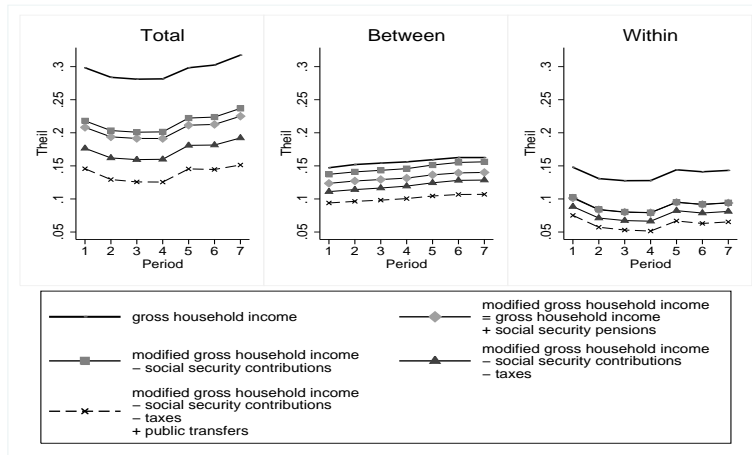 Total
Between
Within
Theil
.05 .1 .15 .2 .25 .3
1 2 3 4 5 6 7
Period
Theil
.05 .1 .15 .2 .25 .3
1 2 3 4 5 6 7
Period
Theil
.05 .1 .15 .2 .25 .3
1 2 3 4 5 6 7
Period
gross household income
modified gross household income
= gross household income
+ social security pensions
modified gross household income
– social security contributions
modified gross household income
– social security contributions
- taxes
modified gross household income
– social security contributions
– taxes
+ public transfers